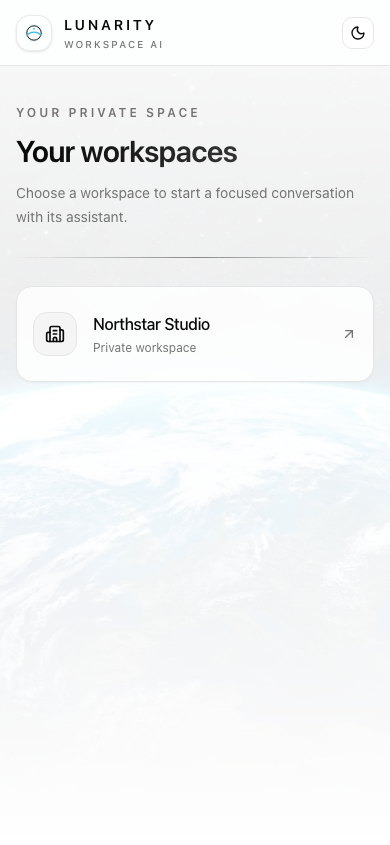 LUNARITY
WORKSPACE AI
YOUR PRIVATE SPACE
Your workspaces
Choose a workspace to start a focused conversation
with its assistant.
Northstar Studio
Private workspace